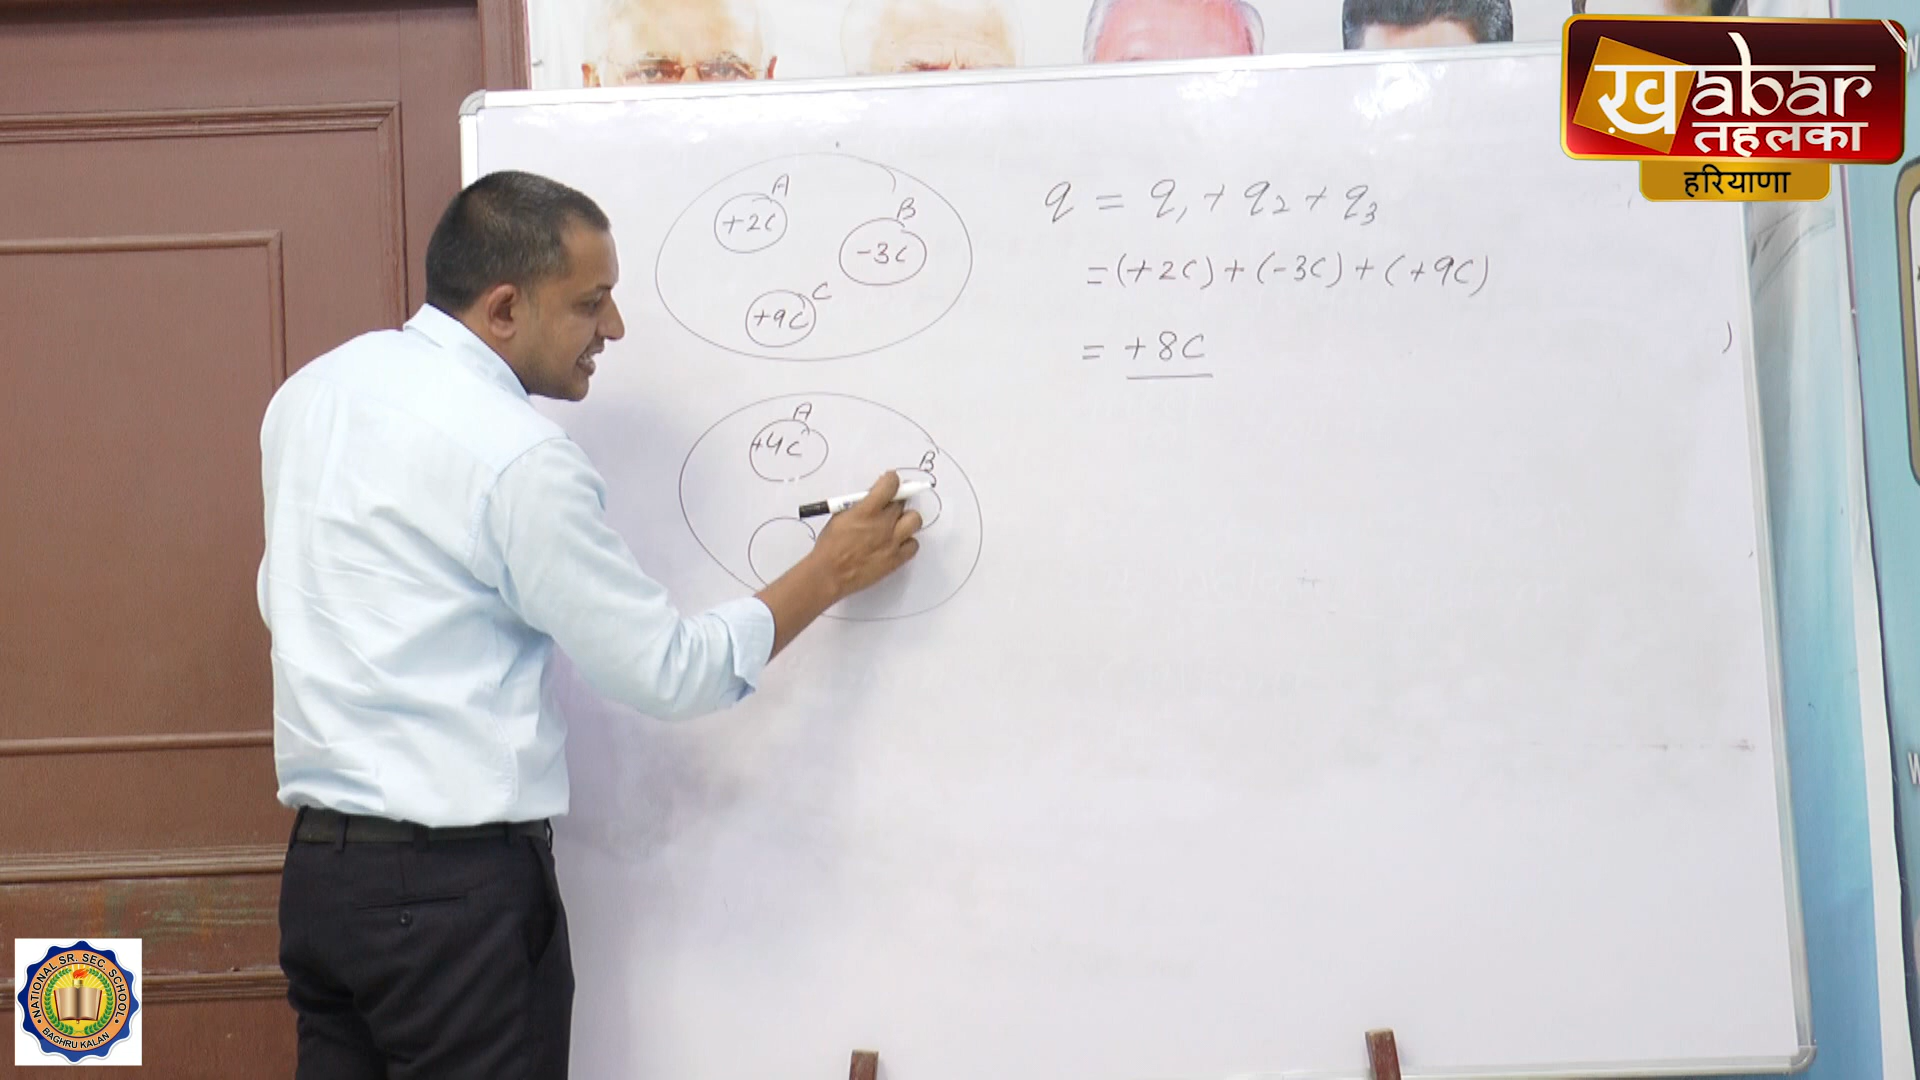 ख़abar
तहलका
हरियाणा
A
+2C
B
-3C
C
+9C
q = q1 + q2 + q3
= (+2C) + (-3C) + (+9C)
= +8C
)
A
+4C
B
NATIONAL SR. SEC. SCHOOL
BAGHRU KALAN